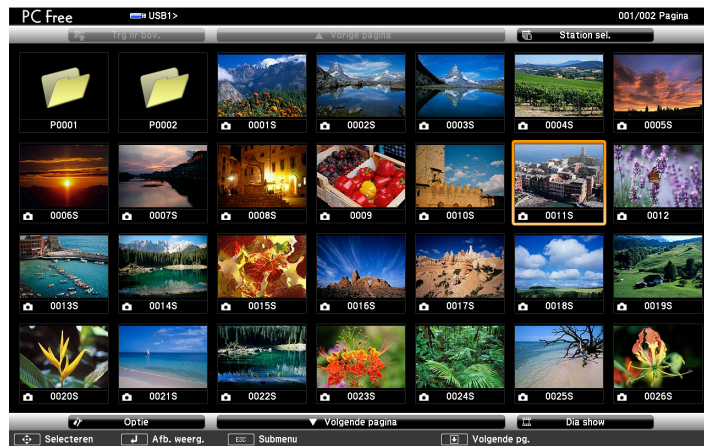 PC Free USB1> 001/002 Pagina
Trg nr bov. ▲ Vorige pagina Station sel.
P0001 P0002 0001S 0002S 0003S 0004S 0005S
0006S 0007S 0008S 0009 0010S 0011S 0012
0013S 0014S 0015S 0016S 0017S 0018S 0019S
0020S 0021S 0022S 0023S 0024S 0025S 0026S
Optie ▼ Volgende pagina Dia show
Selecteren Afb. weerg. ESC Submenu Volgende pg.